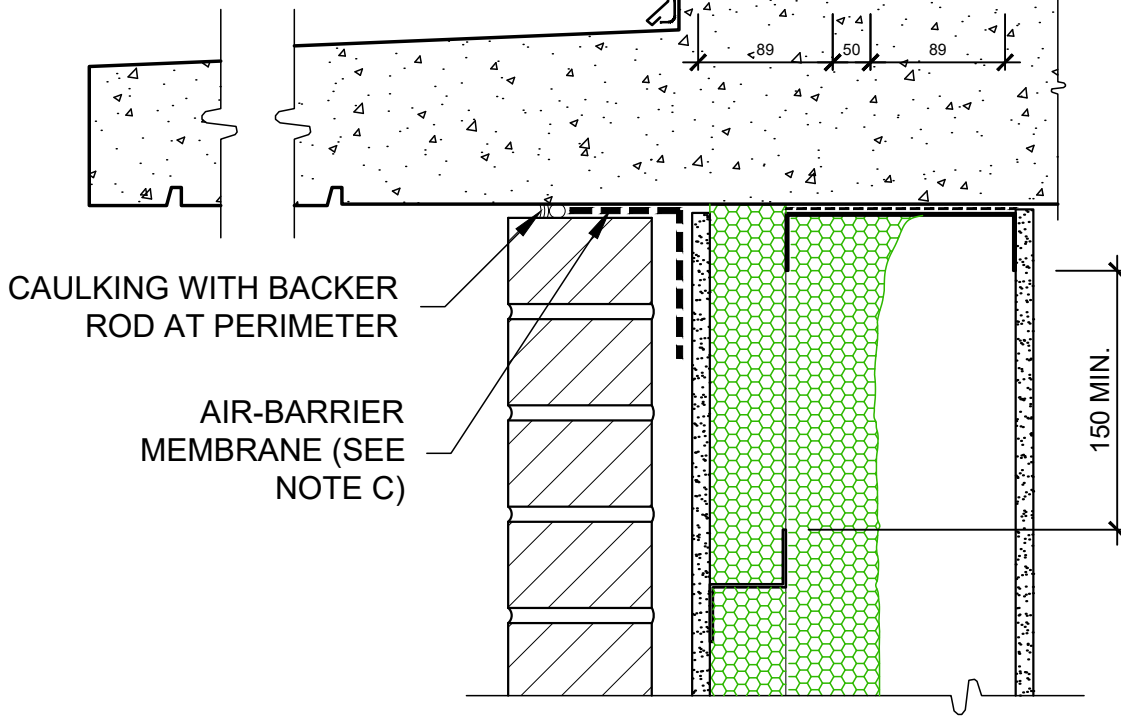 89
50
89
CAULKING WITH BACKER
ROD AT PERIMETER
AIR-BARRIER
MEMBRANE (SEE
NOTE C)
150 MIN.